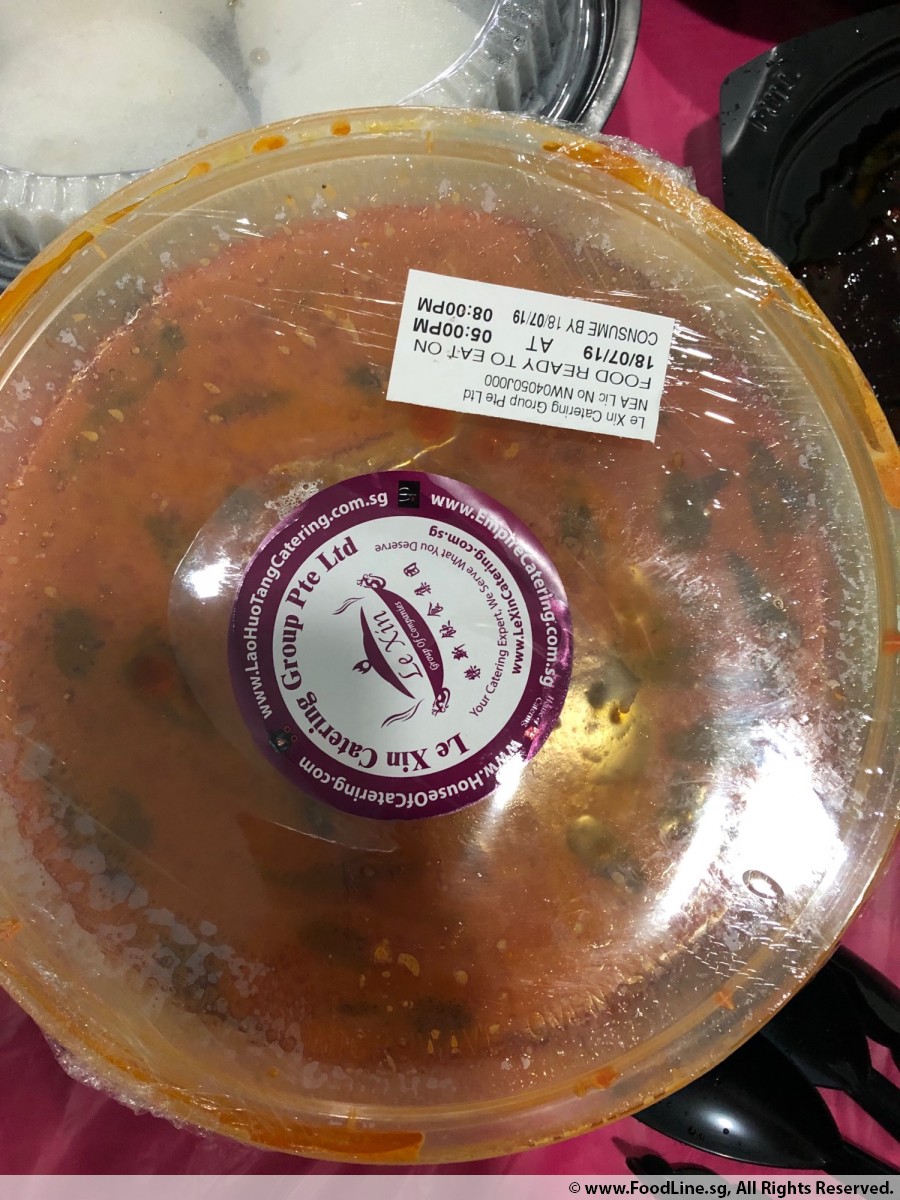 Le Xin Catering Group Pte Ltd
NEA Lic No NW04050J000
FOOD READY TO EAT ON
18/07/19 AT 05:00PM
CONSUME BY 18/07/19 08:00PM
www.LaoHuoTangCatering.com.sg
www.EmpireCatering.com.sg
www.LeXinCatering.com.sg
www.HouseOfCatering.com
Le Xin Catering Group Pte Ltd
Your Catering Expert, We Serve What You Deserve
Le Xin
Group Of Companies
© www.FoodLine.sg, All Rights Reserved.